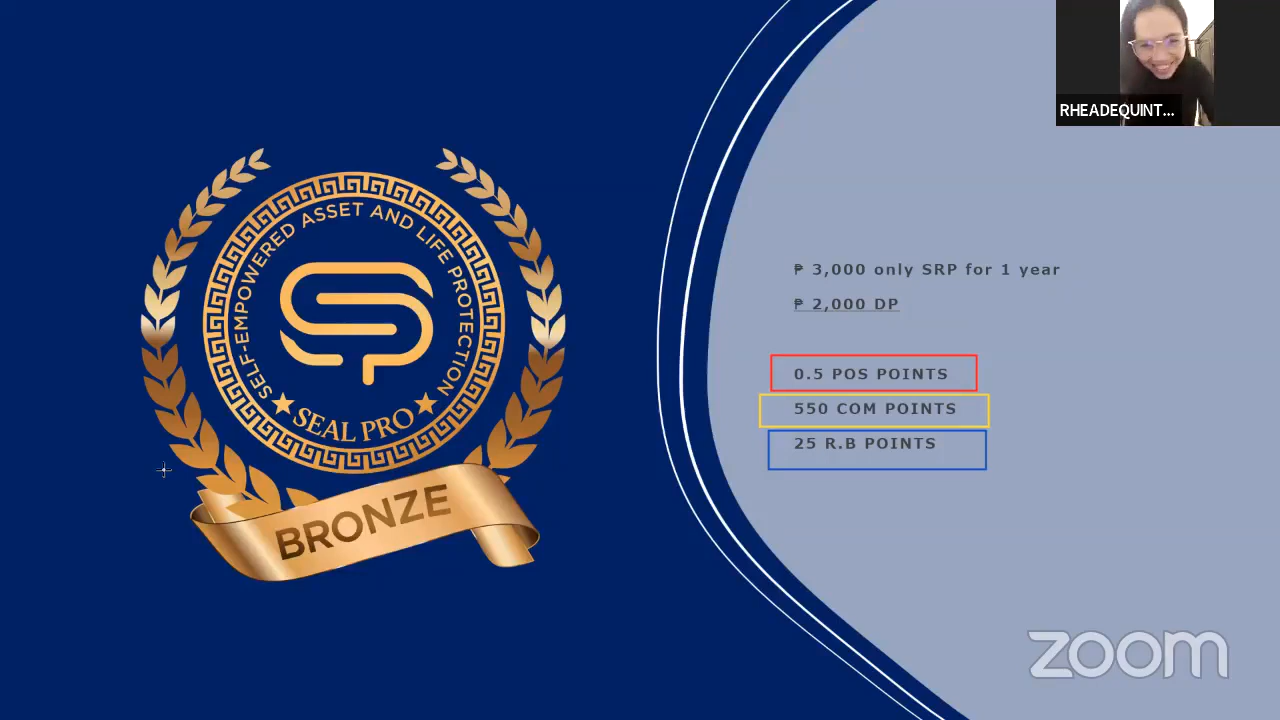 SELF-EMPOWERED ASSET AND LIFE PROTECTION
SP
SEAL PRO
BRONZE
RHEADEQUINT...
₱ 3,000 only SRP for 1 year
₱ 2,000 DP
0.5 POS POINTS
550 COM POINTS
25 R.B POINTS
zoom